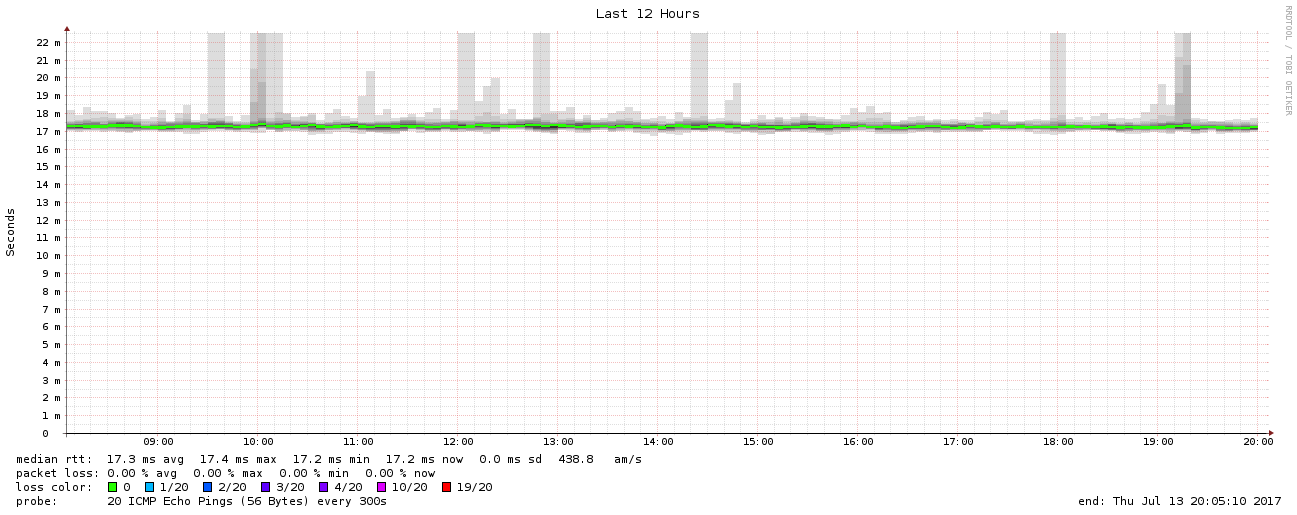 Last 12 Hours
RRDTOOL / TOBI OETIKER
22 m
21 m
20 m
19 m
18 m
17 m
16 m
15 m
14 m
13 m
12 m
11 m
10 m
9 m
8 m
7 m
6 m
5 m
4 m
3 m
2 m
1 m
0
Seconds
09:00 10:00 11:00 12:00 13:00 14:00 15:00 16:00 17:00 18:00 19:00 20:00
median rtt: 17.3 ms avg 17.4 ms max 17.2 ms min 17.2 ms now 0.0 ms sd 438.8 am/s
packet loss: 0.00 % avg 0.00 % max 0.00 % min 0.00 % now
loss color: 0 1/20 2/20 3/20 4/20 10/20 19/20
probe: 20 ICMP Echo Pings (56 Bytes) every 300s end: Thu Jul 13 20:05:10 2017